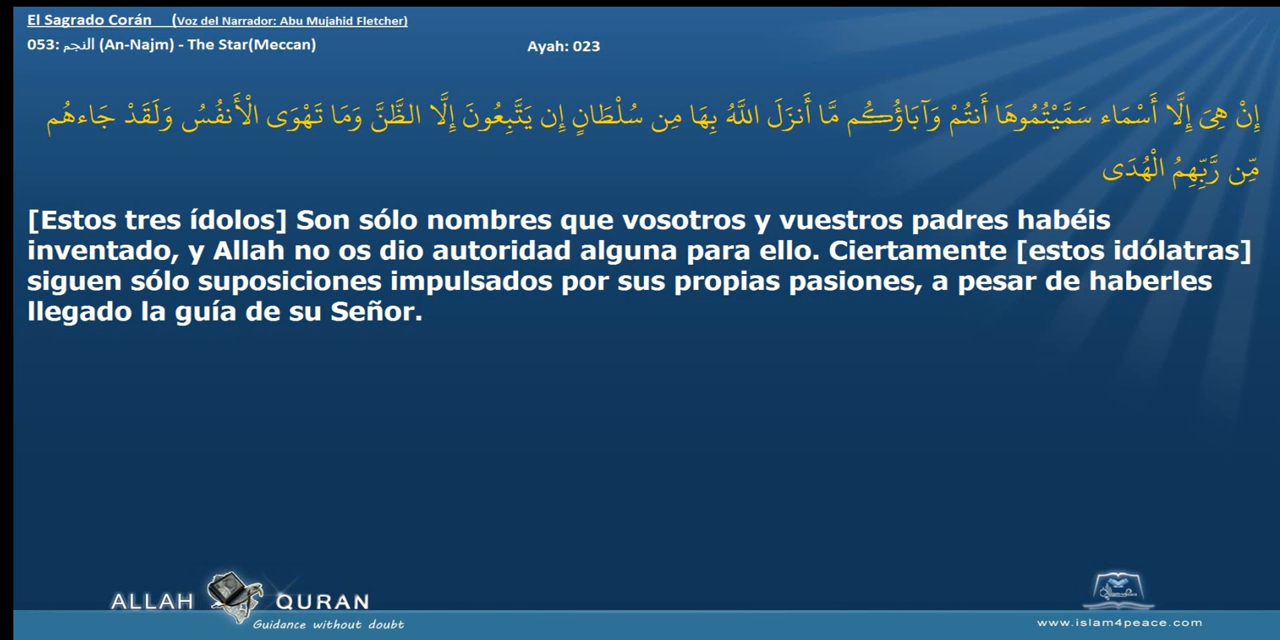 El Sagrado Corán (Voz del Narrador: Abu Mujahid Fletcher)
053: النجم (An-Najm) - The Star(Meccan) Ayah: 023
إِنْ هِىَ إِلَّا أَسْمَاء سَمَّيْتُمُوهَا أَنتُمْ وَآبَاؤُكُم مَّا أَنزَلَ اللَّهُ بِهَا مِن سُلْطَانٍ إِن يَتَّبِعُونَ إِلَّا الظَّنَّ وَمَا تَهْوَى الْأَنفُسُ وَلَقَدْ جَاءهُم
مِّن رَّبِّهِمُ الْهُدَى
[Estos tres ídolos] Son sólo nombres que vosotros y vuestros padres habéis
inventado, y Allah no os dio autoridad alguna para ello. Ciertamente [estos idólatras]
siguen sólo suposiciones impulsados por sus propias pasiones, a pesar de haberles
llegado la guía de su Señor.
ALLAH QURAN
Guidance without doubt
www.islam4peace.com